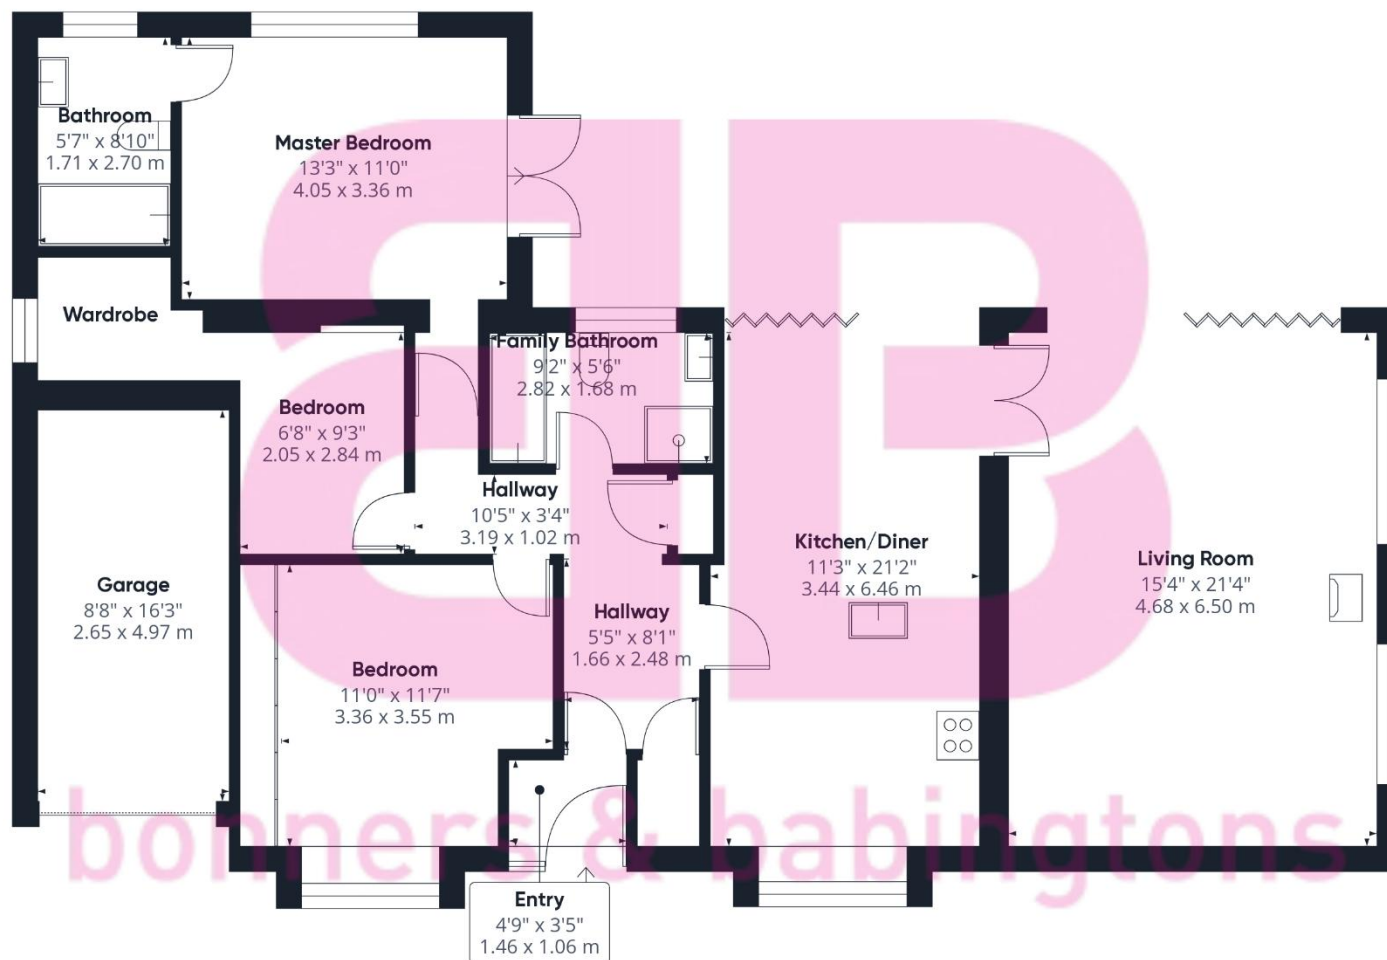 Bathroom
5'7" x 8'10"
1.71 x 2.70 m
Master Bedroom
13'3" x 11'0"
4.05 x 3.36 m
Wardrobe
Family Bathroom
9'2" x 5'6"
2.82 x 1.68 m
Bedroom
6'8" x 9'3"
2.05 x 2.84 m
Hallway
10'5" x 3'4"
3.19 x 1.02 m
Kitchen/Diner
11'3" x 21'2"
3.44 x 6.46 m
Living Room
15'4" x 21'4"
4.68 x 6.50 m
Garage
8'8" x 16'3"
2.65 x 4.97 m
Hallway
5'5" x 8'1"
1.66 x 2.48 m
Bedroom
11'0" x 11'7"
3.36 x 3.55 m
bonners & babingtons
Entry
4'9" x 3'5"
1.46 x 1.06 m